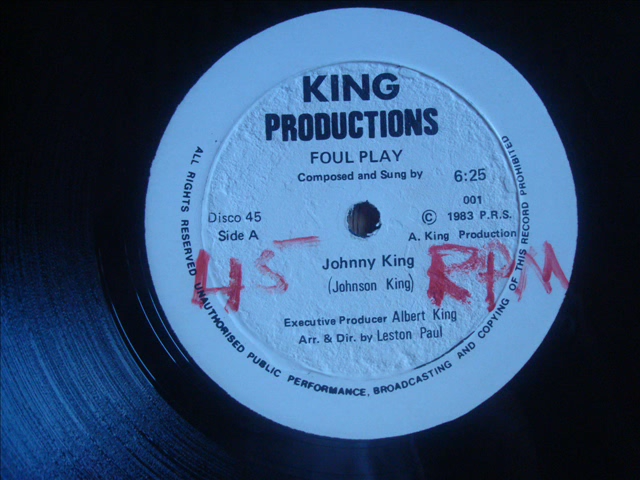 KING
PRODUCTIONS
FOUL PLAY
Composed and Sung by 6:25
001
Disco 45 © 1983 P.R.S.
Side A A. King Production
Johnny King
(Johnson King)
45 RPM
Executive Producer Albert King
Arr. & Dir. by Leston Paul
ALL RIGHTS RESERVED UNAUTHORISED PUBLIC PERFORMANCE, BROADCASTING AND COPYING OF THIS RECORD PROHIBITED